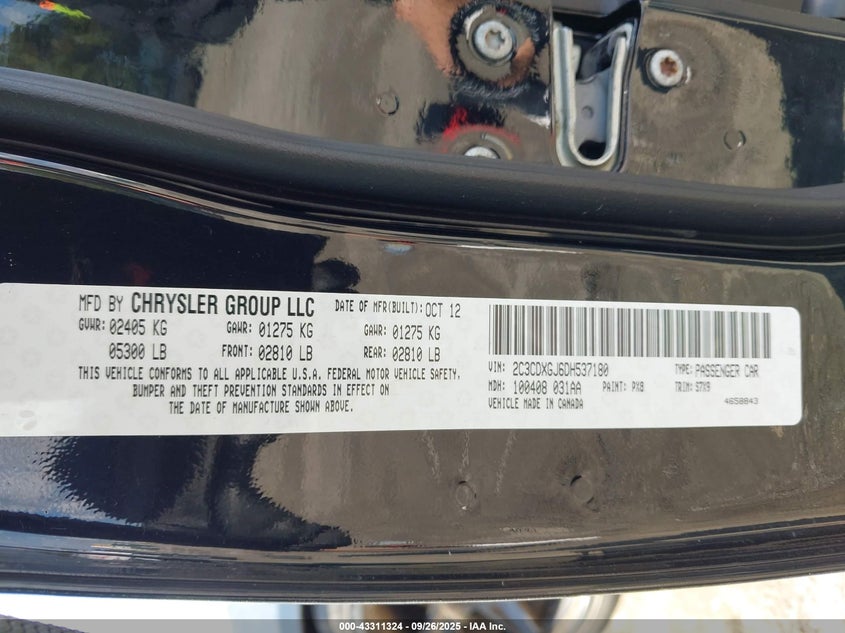 MFD BY CHRYSLER GROUP LLC DATE OF MFR(BUILT): OCT 12
GVWR: 02405 KG GAWR: 01275 KG GAWR: 01275 KG
05300 LB FRONT: 02810 LB REAR: 02810 LB
THIS VEHICLE CONFORMS TO ALL APPLICABLE U.S.A. FEDERAL MOTOR VEHICLE SAFETY,
BUMPER AND THEFT PREVENTION STANDARDS IN EFFECT ON
THE DATE OF MANUFACTURE SHOWN ABOVE.
VIN: 2C3CDXGJ6DH537180 TYPE: PASSENGER CAR
MDH: 100408 031AA PAINT: PX8 TRIM: S7X9
VEHICLE MADE IN CANADA 4658843
000-43311324 | 09/26/2025 - © IAA Inc.